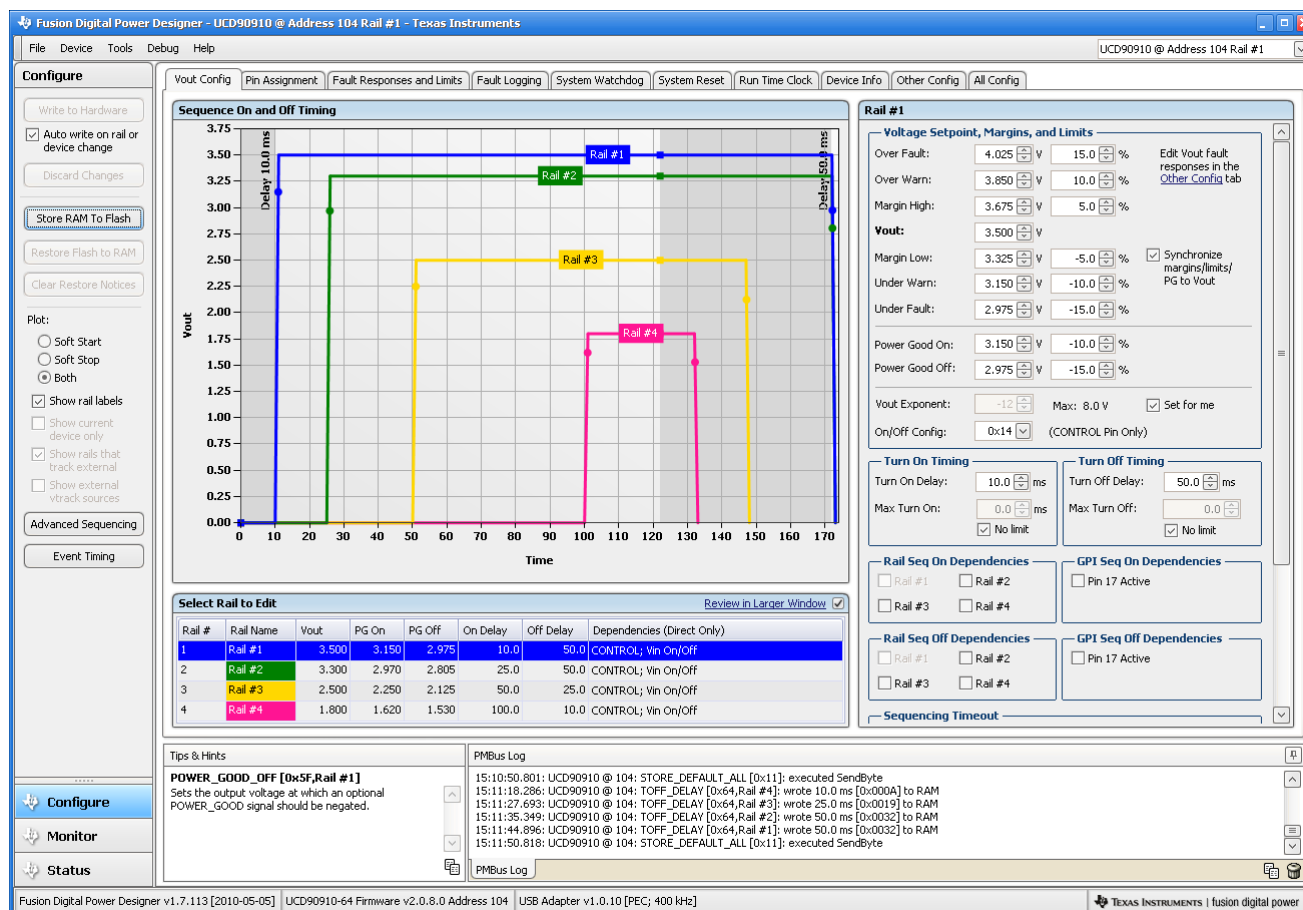 Fusion Digital Power Designer - UCD90910 @ Address 104 Rail #1 - Texas Instruments
File Device Tools Debug Help
UCD90910 @ Address 104 Rail #1
Configure
Write to Hardware
Auto write on rail or
device change
Discard Changes
Store RAM To Flash
Restore Flash to RAM
Clear Restore Notices
Plot:
Soft Start
Soft Stop
Both
Show rail labels
Show current
device only
Show rails that
track external
Show external
vtrack sources
Advanced Sequencing
Event Timing
Configure
Monitor
Status
Vout Config Pin Assignment Fault Responses and Limits Fault Logging System Watchdog System Reset Run Time Clock Device Info Other Config All Config
Sequence On and Off Timing
3.75
3.50
3.25
3.00
2.75
2.50
2.25
2.00
1.75
1.50
1.25
1.00
0.75
0.50
0.25
0.00
Vout
Delay 10.0 ms
Delay 50.0 ms
Rail #1
Rail #2
Rail #3
Rail #4
0 10 20 30 40 50 60 70 80 90 100 110 120 130 140 150 160 170
Time
Select Rail to Edit Review in Larger Window
Rail # Rail Name Vout PG On PG Off On Delay Off Delay Dependencies (Direct Only)
1 Rail #1 3.500 3.150 2.975 10.0 50.0 CONTROL; Vin On/Off
2 Rail #2 3.300 2.970 2.805 25.0 50.0 CONTROL; Vin On/Off
3 Rail #3 2.500 2.250 2.125 50.0 25.0 CONTROL; Vin On/Off
4 Rail #4 1.800 1.620 1.530 100.0 10.0 CONTROL; Vin On/Off
Rail #1
Voltage Setpoint, Margins, and Limits
Over Fault: 4.025 V 15.0 %
Over Warn: 3.850 V 10.0 %
Margin High: 3.675 V 5.0 %
Edit Vout fault
responses in the
Other Config tab
Vout: 3.500 V
Margin Low: 3.325 V -5.0 %
Under Warn: 3.150 V -10.0 %
Under Fault: 2.975 V -15.0 %
Synchronize
margins/limits/
PG to Vout
Power Good On: 3.150 V -10.0 %
Power Good Off: 2.975 V -15.0 %
Vout Exponent: -12 Max: 8.0 V Set for me
On/Off Config: 0x14 (CONTROL Pin Only)
Turn On Timing
Turn On Delay: 10.0 ms
Max Turn On: 0.0 ms
No limit
Turn Off Timing
Turn Off Delay: 50.0 ms
Max Turn Off: 0.0
No limit
Rail Seq On Dependencies
Rail #1 Rail #2
Rail #3 Rail #4
GPI Seq On Dependencies
Pin 17 Active
Rail Seq Off Dependencies
Rail #1 Rail #2
Rail #3 Rail #4
GPI Seq Off Dependencies
Pin 17 Active
Sequencing Timeout
Tips & Hints
POWER_GOOD_OFF [0x5F,Rail #1]
Sets the output voltage at which an optional
POWER_GOOD signal should be negated.
PMBus Log
15:10:50.801: UCD90910 @ 104: STORE_DEFAULT_ALL [0x11]: executed SendByte
15:11:18.286: UCD90910 @ 104: TOFF_DELAY [0x64,Rail #4]: wrote 10.0 ms [0x000A] to RAM
15:11:27.693: UCD90910 @ 104: TOFF_DELAY [0x64,Rail #3]: wrote 25.0 ms [0x0019] to RAM
15:11:35.349: UCD90910 @ 104: TOFF_DELAY [0x64,Rail #2]: wrote 50.0 ms [0x0032] to RAM
15:11:44.896: UCD90910 @ 104: TOFF_DELAY [0x64,Rail #1]: wrote 50.0 ms [0x0032] to RAM
15:11:50.818: UCD90910 @ 104: STORE_DEFAULT_ALL [0x11]: executed SendByte
PMBus Log
Fusion Digital Power Designer v1.7.113 [2010-05-05] UCD90910-64 Firmware v2.0.8.0 Address 104 USB Adapter v1.0.10 [PEC; 400 kHz] TEXAS INSTRUMENTS | fusion digital power